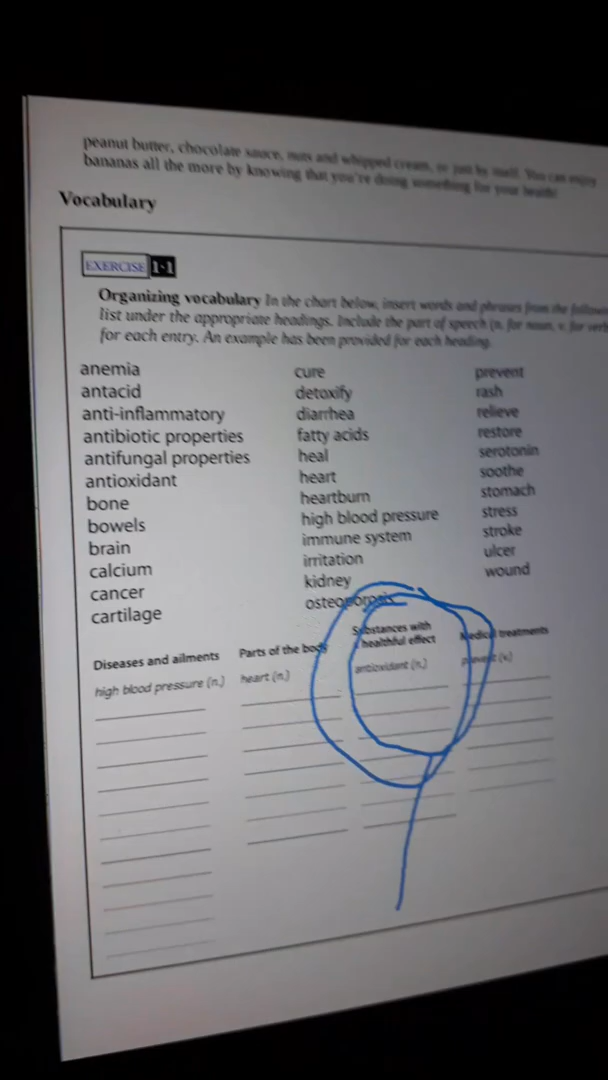 peanut butter, chocolate sauce, nuts and whipped cream, or just by itself. You can enjoy
bananas all the more by knowing that you're doing something for your health!
Vocabulary
EXERCISE 1·1
Organizing vocabulary In the chart below, insert words and phrases from the
list under the appropriate headings. Include the part of speech (n. for noun, v. for
for each entry. An example has been provided for each heading.
anemia cure prevent
antacid detoxify rash
anti-inflammatory diarrhea relieve
antibiotic properties fatty acids restore
antifungal properties heal serotonin
antioxidant heart soothe
bone heartburn stomach
bowels high blood pressure stress
brain immune system stroke
calcium irritation ulcer
cancer kidney wound
cartilage osteoporosis
Diseases and ailments Parts of the body Substances with healthful effect Medical treatments
high blood pressure (n.) heart (n.) antioxidant (n.) prevent (v.)